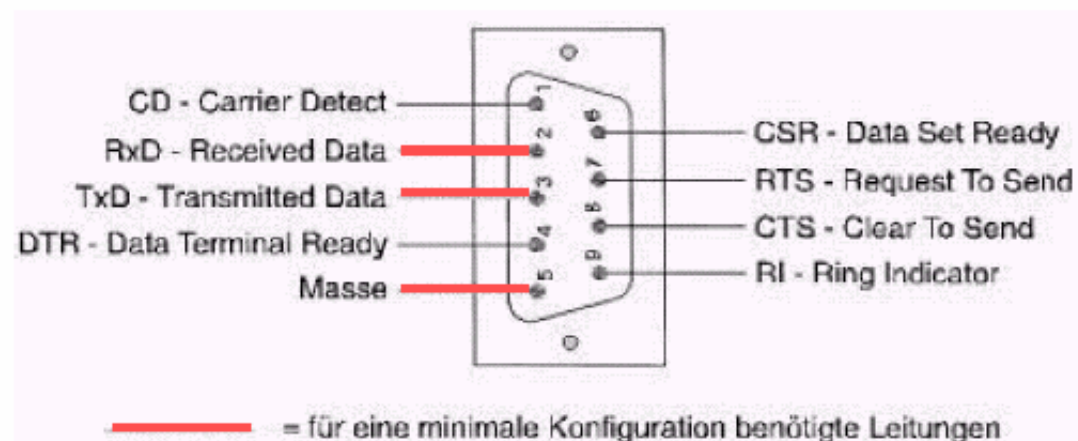 CD - Carrier Detect
RxD - Received Data
TxD - Transmitted Data
DTR - Data Terminal Ready
Masse
1
2
3
4
5
6
7
8
9
CSR - Data Set Ready
RTS - Request To Send
CTS - Clear To Send
RI - Ring Indicator
= für eine minimale Konfiguration benötigte Leitungen